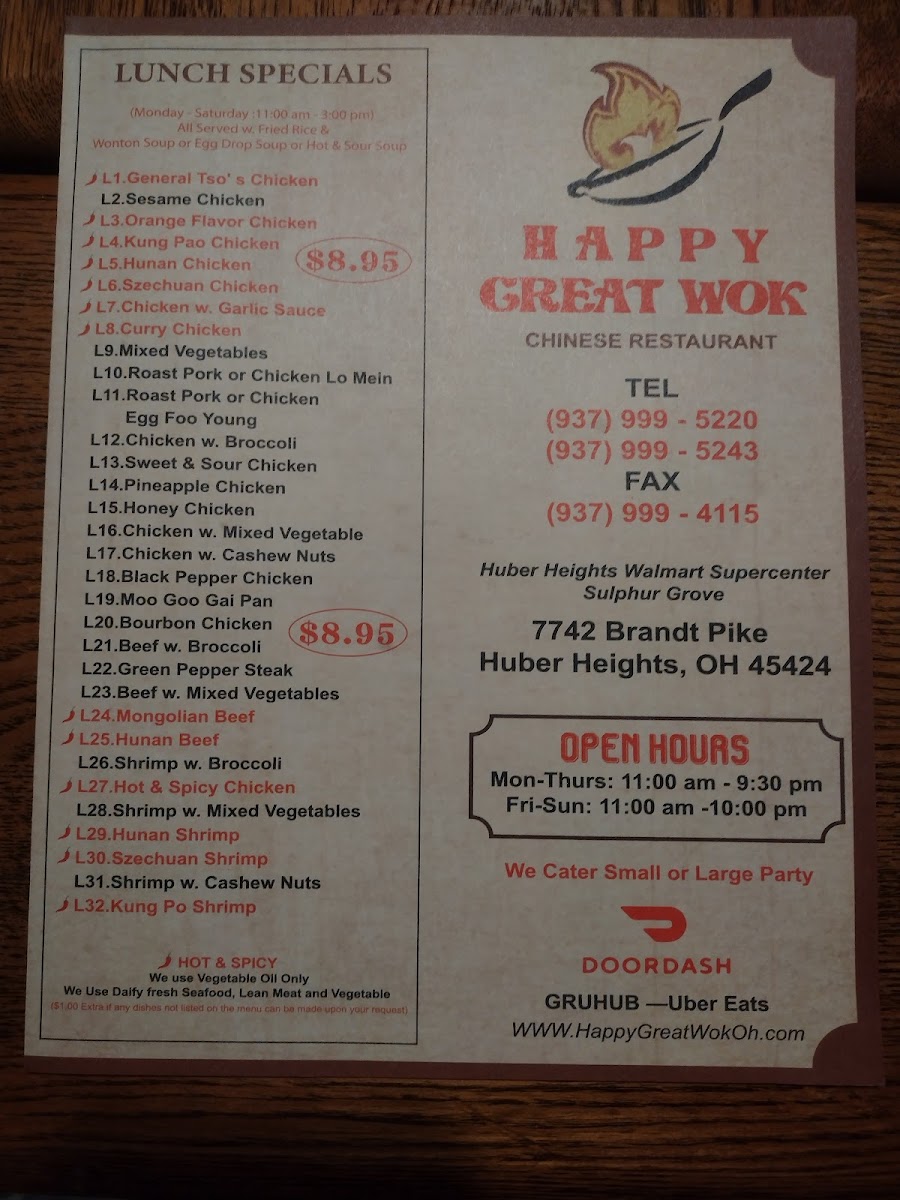 LUNCH SPECIALS
(Monday - Saturday :11:00 am - 3:00 pm)
All Served w. Fried Rice &
Wonton Soup or Egg Drop Soup or Hot & Sour Soup
L1.General Tso' s Chicken
L2.Sesame Chicken
L3.Orange Flavor Chicken
L4.Kung Pao Chicken
L5.Hunan Chicken
$8.95
L6.Szechuan Chicken
L7.Chicken w. Garlic Sauce
L8.Curry Chicken
L9.Mixed Vegetables
L10.Roast Pork or Chicken Lo Mein
L11.Roast Pork or Chicken
Egg Foo Young
L12.Chicken w. Broccoli
L13.Sweet & Sour Chicken
L14.Pineapple Chicken
L15.Honey Chicken
L16.Chicken w. Mixed Vegetable
L17.Chicken w. Cashew Nuts
L18.Black Pepper Chicken
L19.Moo Goo Gai Pan
L20.Bourbon Chicken
$8.95
L21.Beef w. Broccoli
L22.Green Pepper Steak
L23.Beef w. Mixed Vegetables
L24.Mongolian Beef
L25.Hunan Beef
L26.Shrimp w. Broccoli
L27.Hot & Spicy Chicken
L28.Shrimp w. Mixed Vegetables
L29.Hunan Shrimp
L30.Szechuan Shrimp
L31.Shrimp w. Cashew Nuts
L32.Kung Po Shrimp
HOT & SPICY
We use Vegetable Oil Only
We Use Daify fresh Seafood, Lean Meat and Vegetable
($1.00 Extra if any dishes not listed on the menu can be made upon your request)
HAPPY
GREAT WOK
CHINESE RESTAURANT
TEL
(937) 999 - 5220
(937) 999 - 5243
FAX
(937) 999 - 4115
Huber Heights Walmart Supercenter
Sulphur Grove
7742 Brandt Pike
Huber Heights, OH 45424
OPEN HOURS
Mon-Thurs: 11:00 am - 9:30 pm
Fri-Sun: 11:00 am -10:00 pm
We Cater Small or Large Party
DOORDASH
GRUHUB —Uber Eats
WWW.HappyGreatWokOh.com